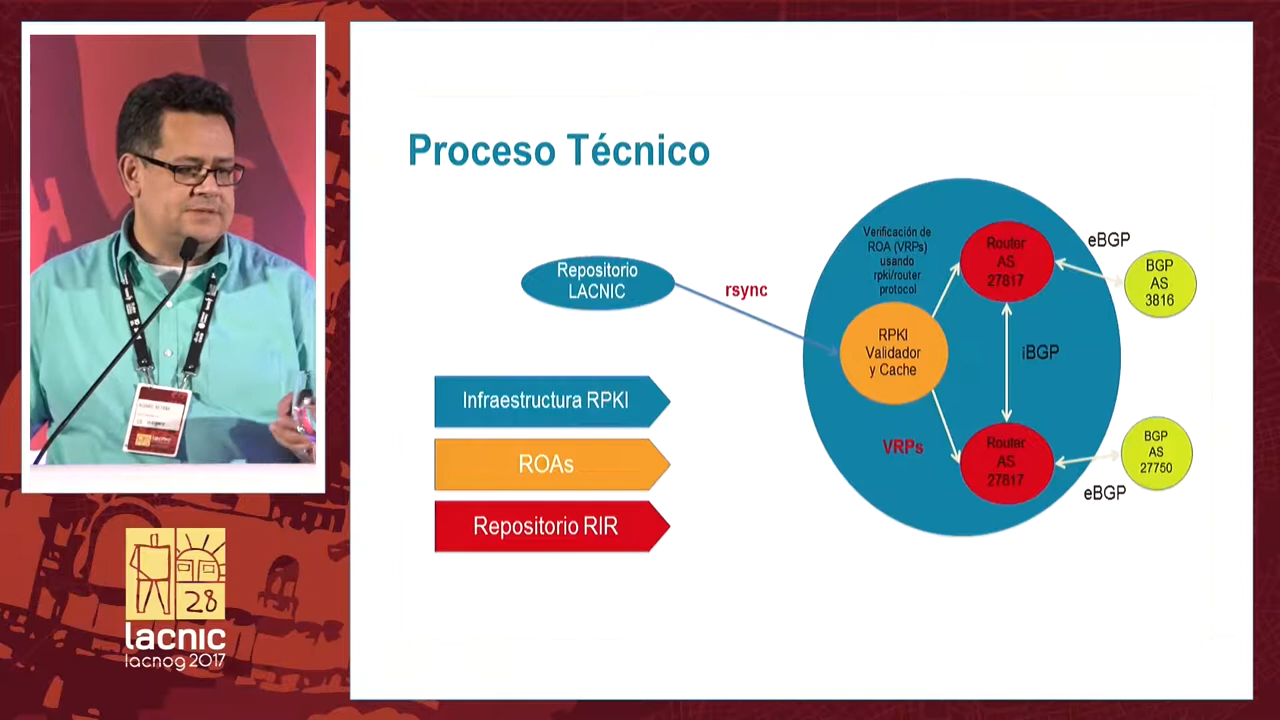 Proceso Técnico
Repositorio
LACNIC
rsync
Verificación de
ROA (VRPs)
usando
rpki/router
protocol
RPKI
Validador
y Cache
VRPs
Router
AS
27817
iBGP
Router
AS
27817
eBGP
BGP
AS
3816
BGP
AS
27750
eBGP
Infraestructura RPKI
ROAs
Repositorio RIR
28
lacnic
lacnog 2017